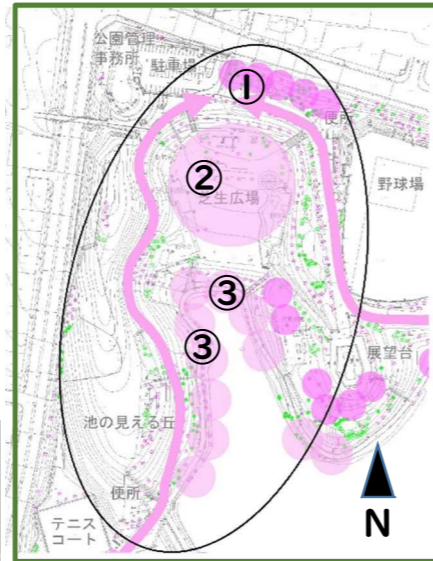 公園管理
事務所
駐車場
①
便所
②
芝生広場
野球場
③
③
展望台
池の見える丘
便所
テニス
コート
N